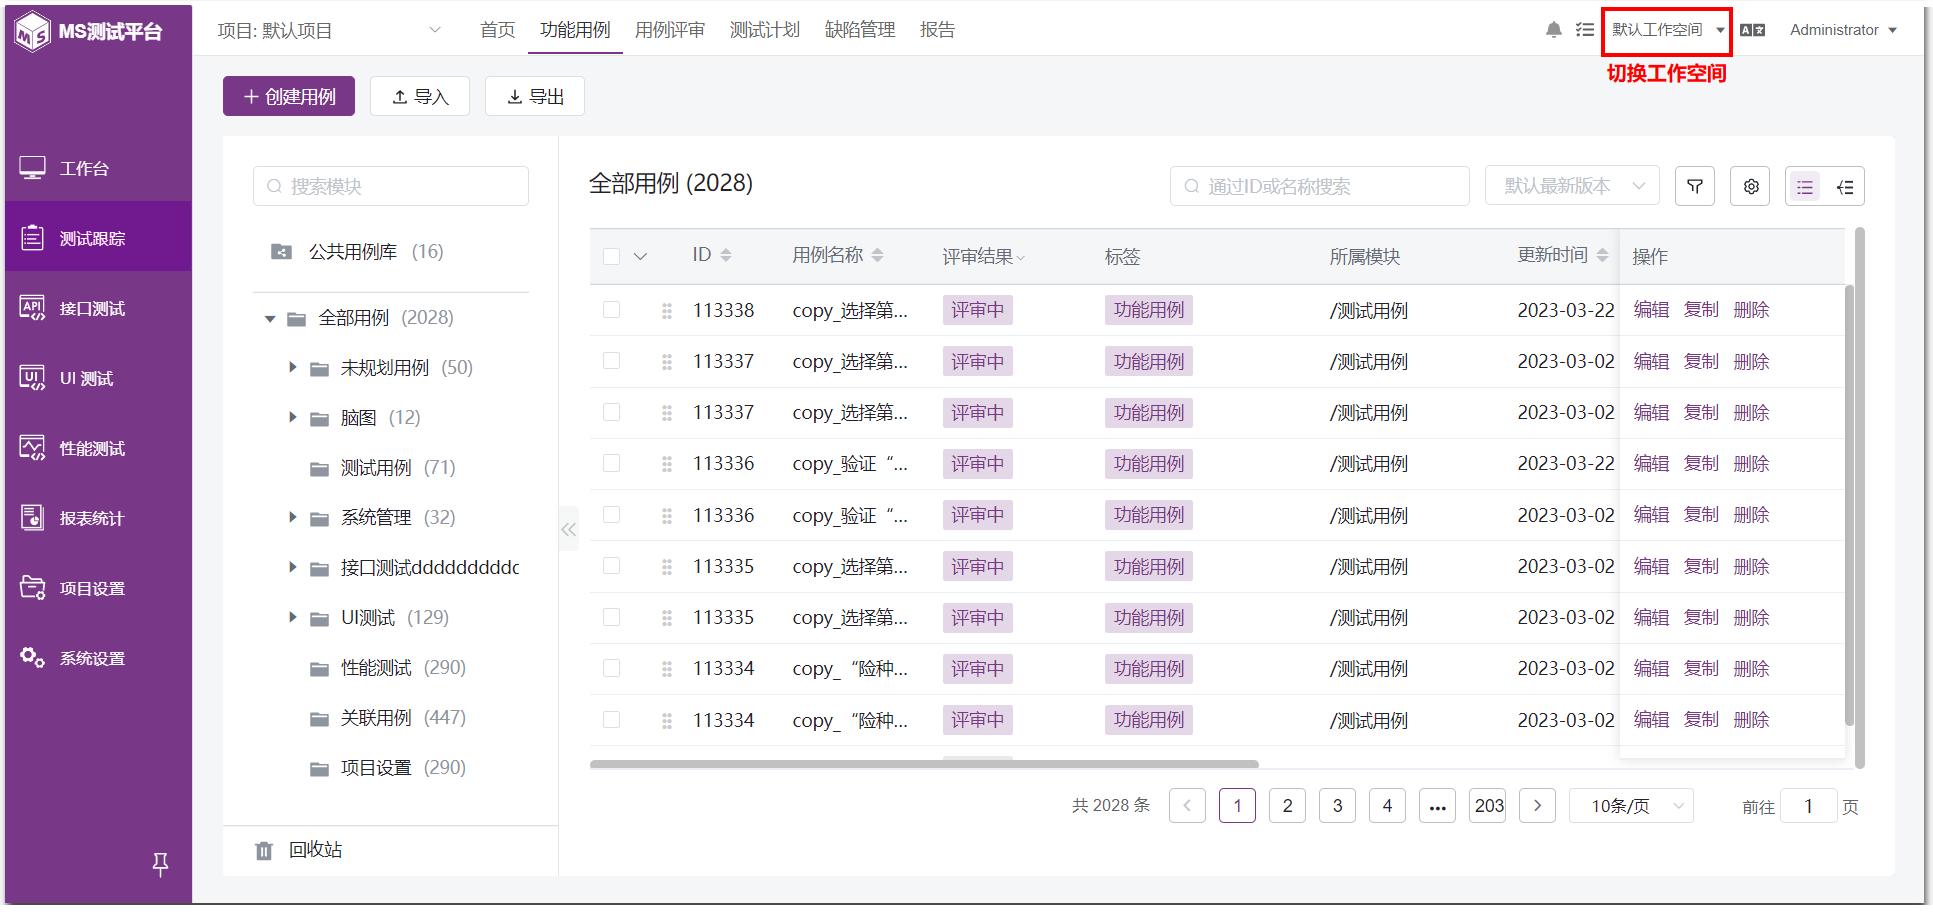 MS测试平台
项目: 默认项目
首页
功能用例
用例评审
测试计划
缺陷管理
报告
默认工作空间
Administrator
切换工作空间
创建用例
导入
导出
工作台
测试跟踪
接口测试
UI 测试
性能测试
报表统计
项目设置
系统设置
搜索模块
公共用例库 (16)
全部用例 (2028)
未规划用例 (50)
脑图 (12)
测试用例 (71)
系统管理 (32)
接口测试dddddddddd
UI测试 (129)
性能测试 (290)
关联用例 (447)
项目设置 (290)
回收站
全部用例 (2028)
通过ID或名称搜索
默认最新版本
ID 用例名称 评审结果 标签 所属模块 更新时间 操作
113338 copy_选择第... 评审中 功能用例 /测试用例 2023-03-22 编辑 复制 删除
113337 copy_选择第... 评审中 功能用例 /测试用例 2023-03-02 编辑 复制 删除
113337 copy_选择第... 评审中 功能用例 /测试用例 2023-03-02 编辑 复制 删除
113336 copy_验证“... 评审中 功能用例 /测试用例 2023-03-22 编辑 复制 删除
113336 copy_验证“... 评审中 功能用例 /测试用例 2023-03-02 编辑 复制 删除
113335 copy_选择第... 评审中 功能用例 /测试用例 2023-03-02 编辑 复制 删除
113335 copy_选择第... 评审中 功能用例 /测试用例 2023-03-02 编辑 复制 删除
113334 copy_“险种... 评审中 功能用例 /测试用例 2023-03-02 编辑 复制 删除
113334 copy_“险种... 评审中 功能用例 /测试用例 2023-03-02 编辑 复制 删除
共 2028 条 1 2 3 4 ... 203 10条/页 前往 1 页